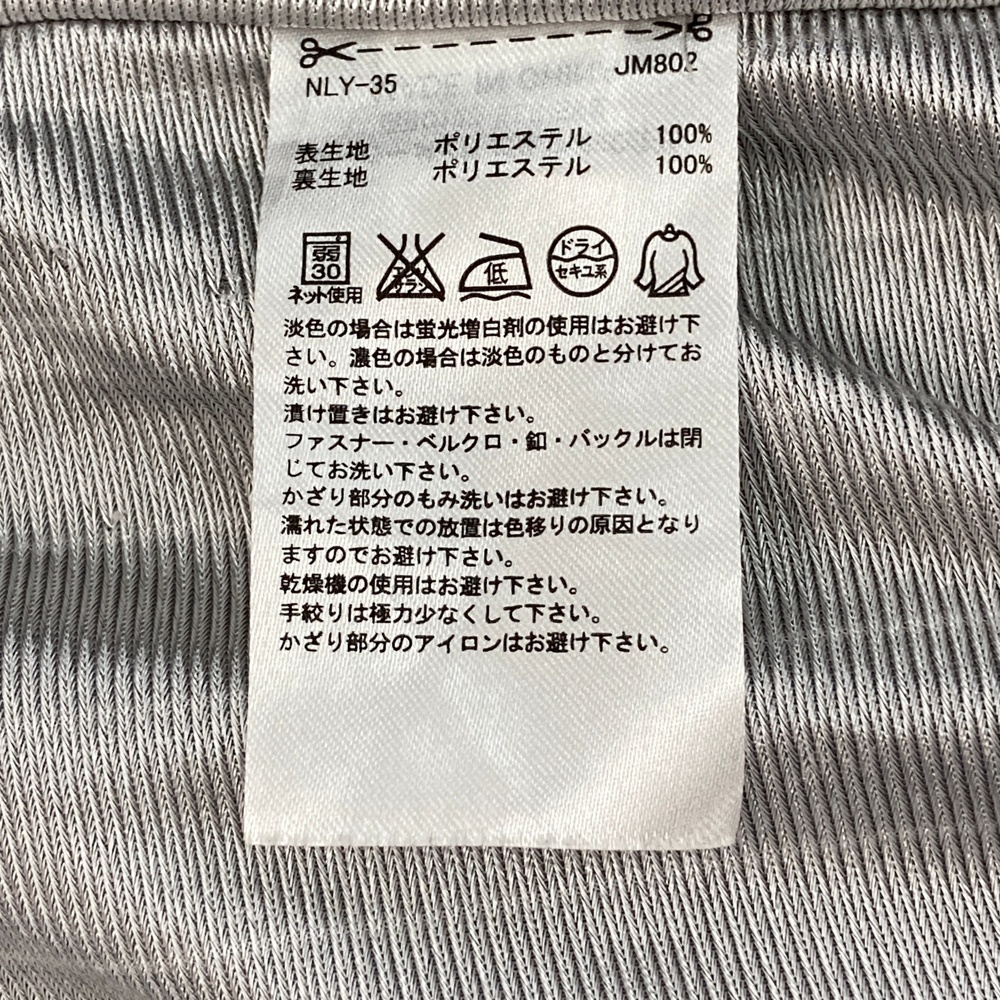 NLY-35 JM802
表生地 ポリエステル 100%
裏生地 ポリエステル 100%
弱
30
ネット使用
エンソ
サラシ
低
ドライ
セキユ系
淡色の場合は蛍光増白剤の使用はお避け下
さい。濃色の場合は淡色のものと分けてお
洗い下さい。
漬け置きはお避け下さい。
ファスナー・ベルクロ・釦・バックルは閉
じてお洗い下さい。
かざり部分のもみ洗いはお避け下さい。
濡れた状態での放置は色移りの原因となり
ますのでお避け下さい。
乾燥機の使用はお避け下さい。
手絞りは極力少なくして下さい。
かざり部分のアイロンはお避け下さい。